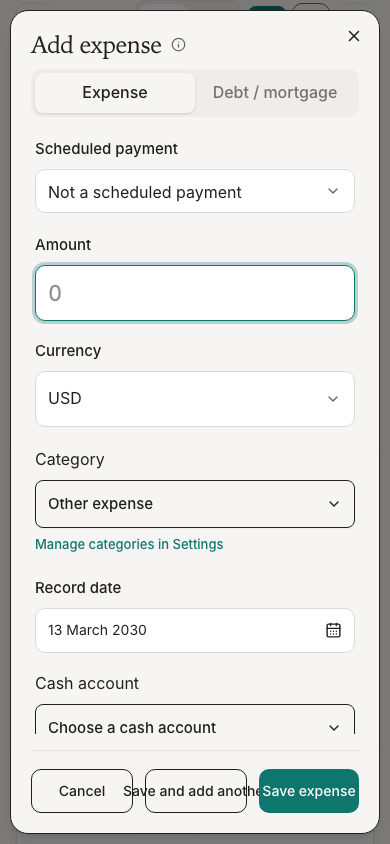 Add expense
Expense
Debt / mortgage
Scheduled payment
Not a scheduled payment
Amount
0
Currency
USD
Category
Other expense
Manage categories in Settings
Record date
13 March 2030
Cash account
Choose a cash account
Cancel
Save and add anothe
Save expense